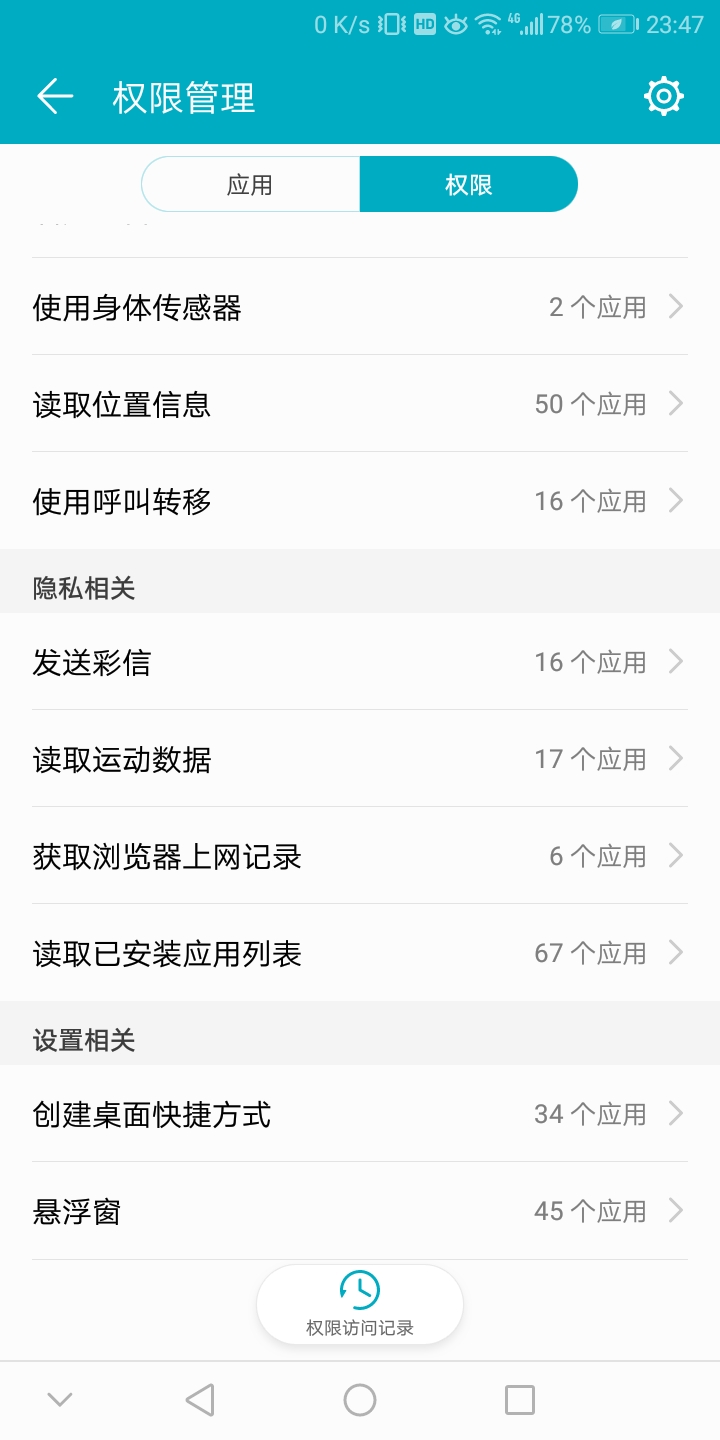 0 K/s HD 4G 78% 23:47
权限管理
应用 权限
使用身体传感器 2 个应用
读取位置信息 50 个应用
使用呼叫转移 16 个应用
隐私相关
发送彩信 16 个应用
读取运动数据 17 个应用
获取浏览器上网记录 6 个应用
读取已安装应用列表 67 个应用
设置相关
创建桌面快捷方式 34 个应用
悬浮窗 45 个应用
权限访问记录